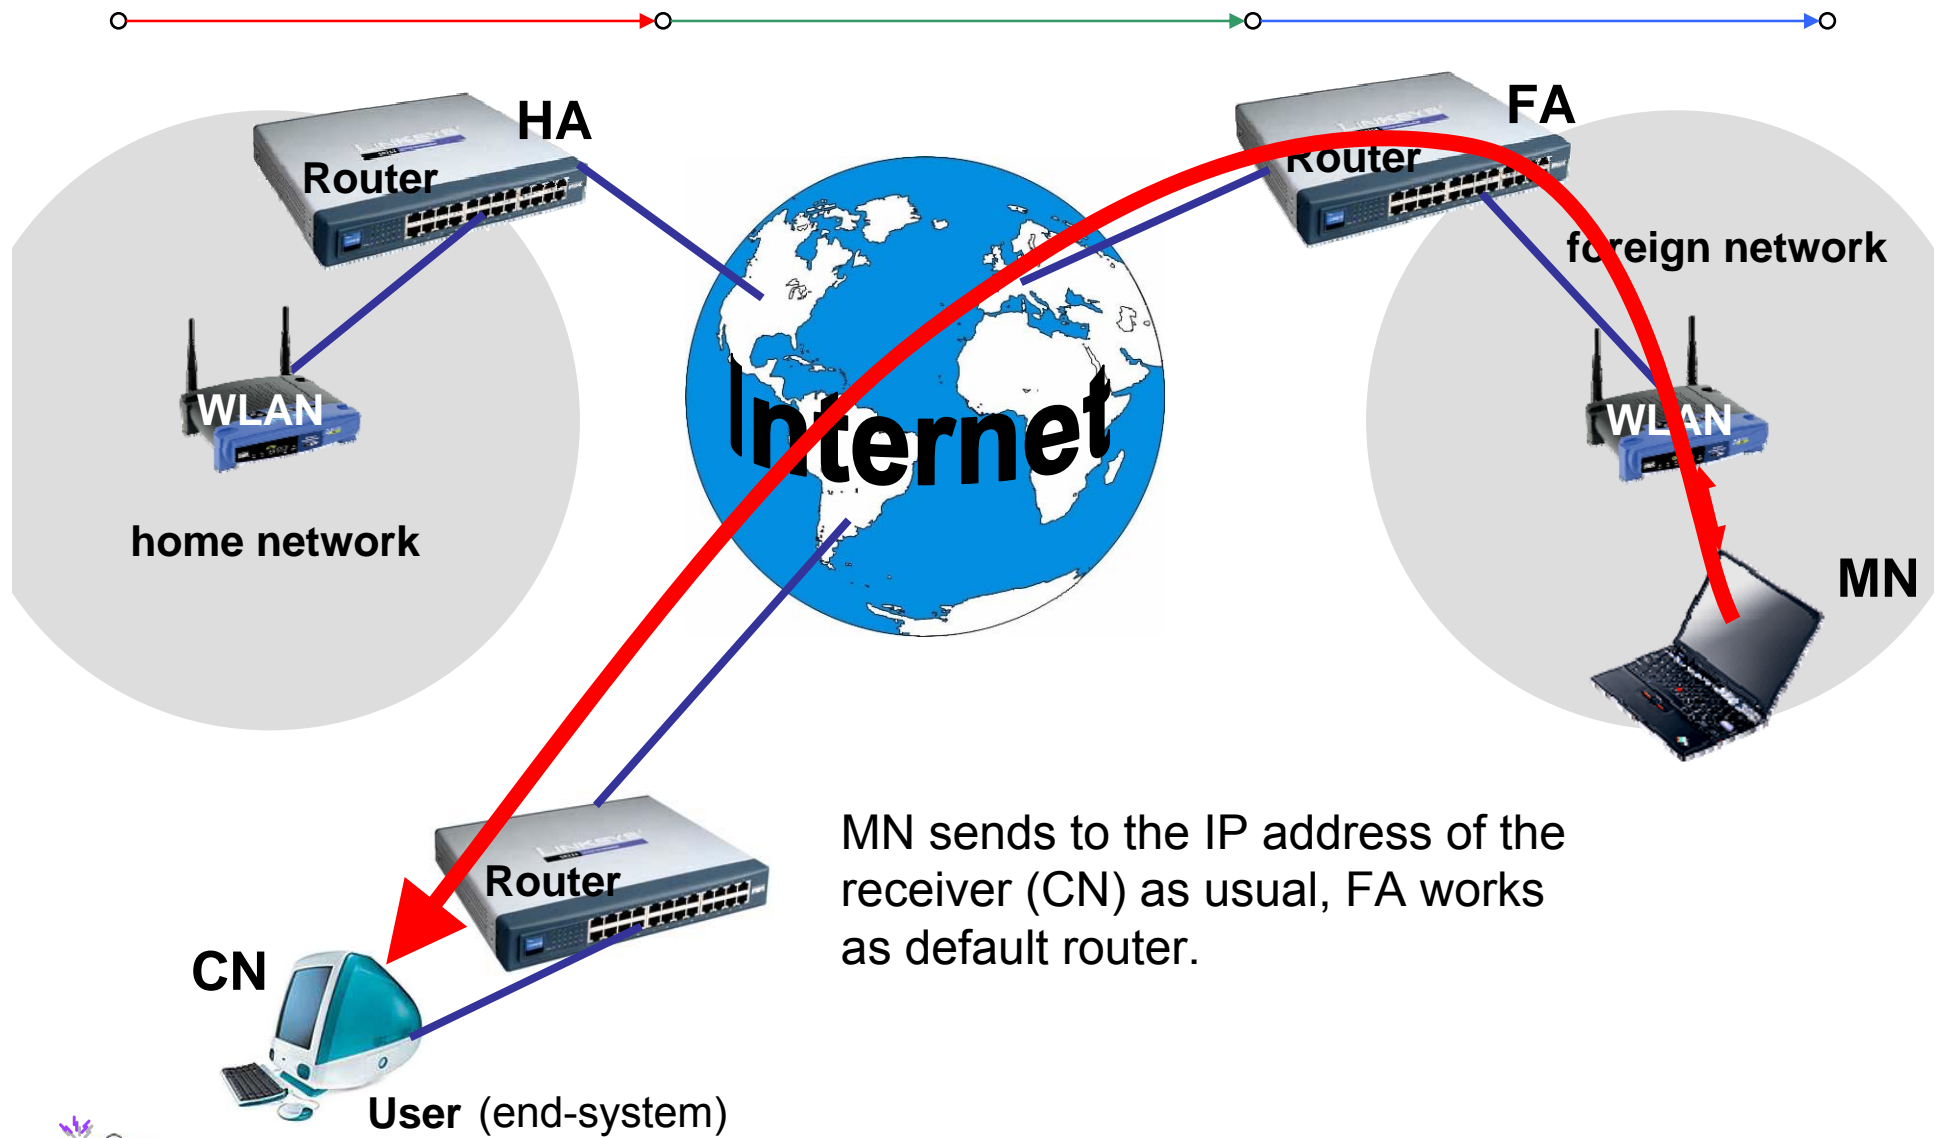 HA
FA
Router
Router
foreign network
Internet
WLAN
WLAN
home network
MN
MN sends to the IP address of the
receiver (CN) as usual, FA works
as default router.
Router
CN
User (end-system)